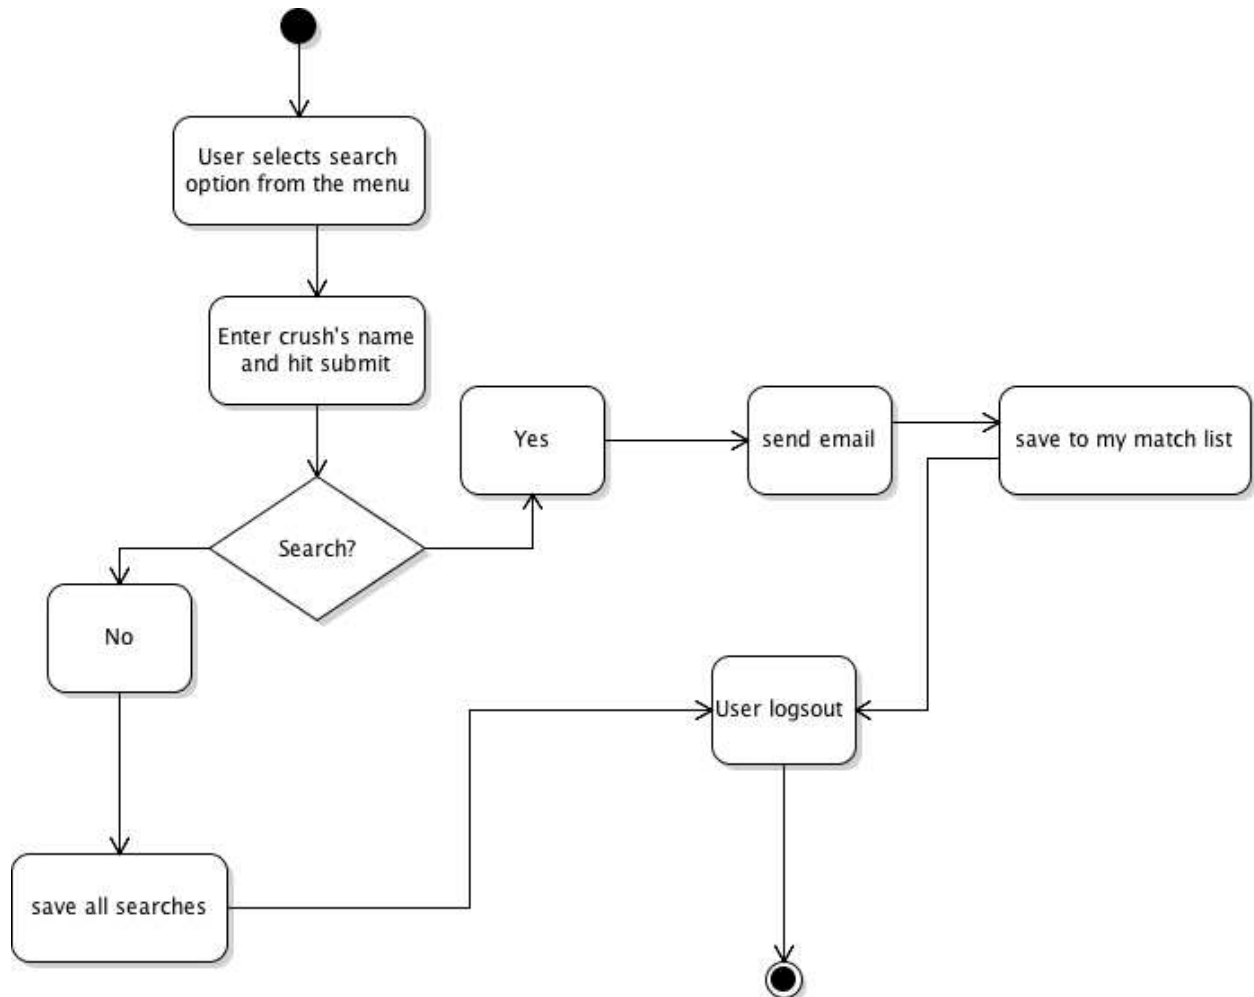 User selects search
option from the menu
Enter crush's name
and hit submit
Yes
send email
save to my match list
Search?
No
User logsout
save all searches